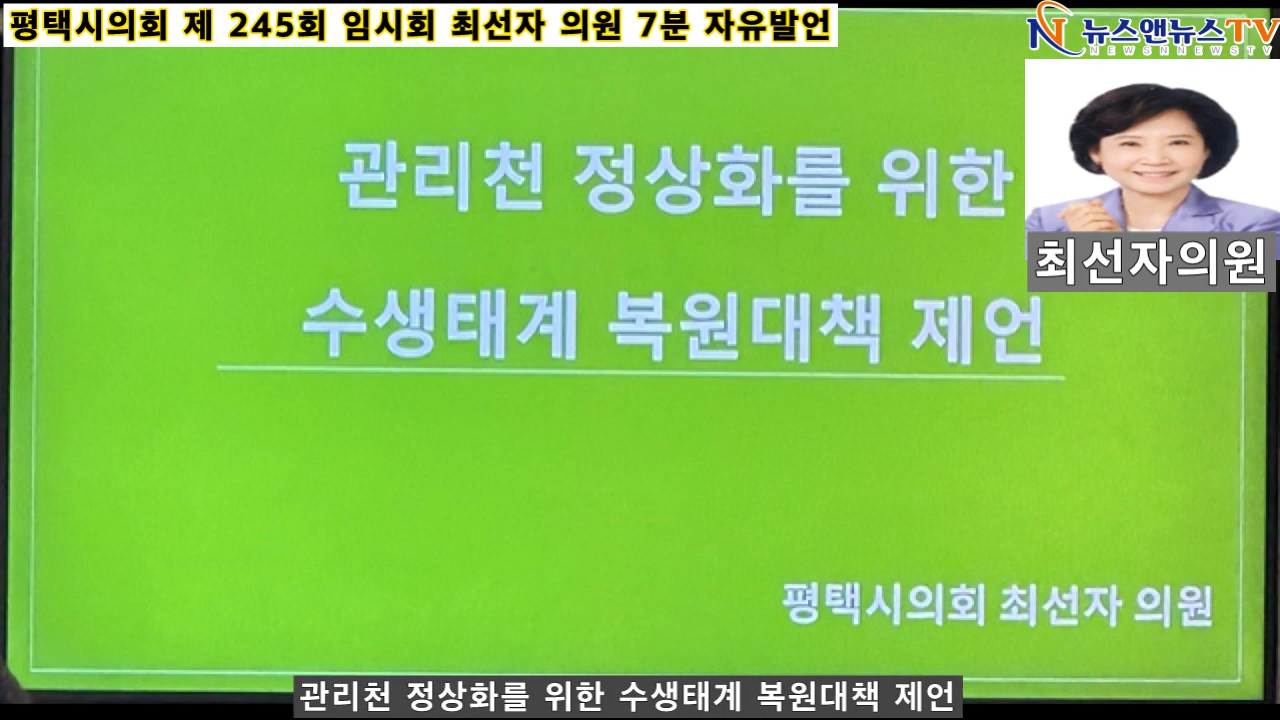 평택시의회 제 245회 임시회 최선자 의원 7분 자유발언
뉴스앤뉴스TV
NEWSNNEWSTV
관리천 정상화를 위한
최선자의원
수생태계 복원대책 제언
평택시의회 최선자 의원
관리천 정상화를 위한 수생태계 복원대책 제언